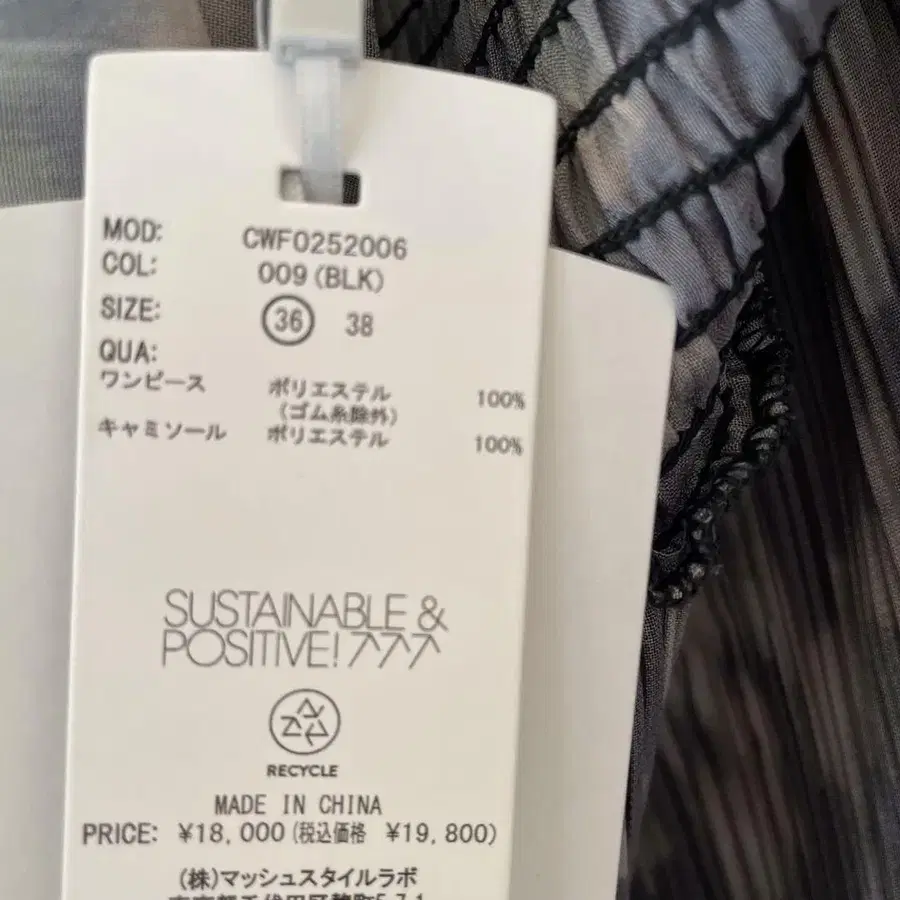 MOD: CWF0252006
COL: 009(BLK)
SIZE: 36 38
QUA:
ワンピース ポリエステル 100%
(ゴム糸除外)
キャミソール ポリエステル 100%
SUSTAINABLE &
POSITIVE!
RECYCLE
MADE IN CHINA
PRICE: ¥18,000(税込価格 ¥19,800)
(株)マッシュスタイルラボ